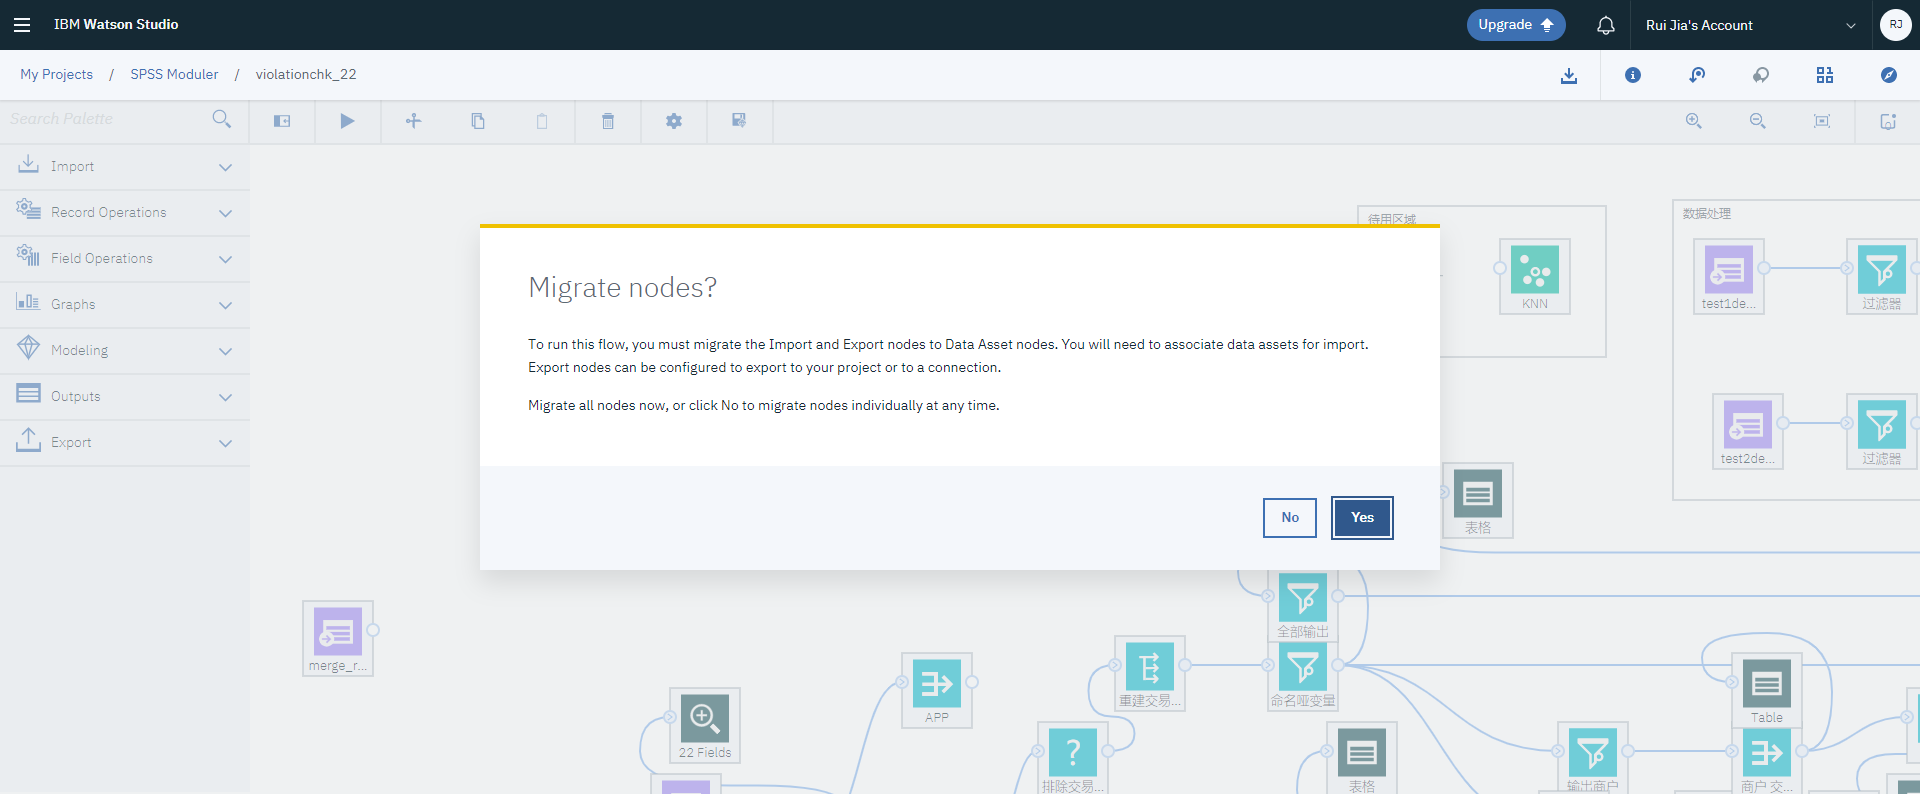 IBM Watson Studio
Upgrade
Rui Jia's Account
RJ
My Projects / SPSS Moduler / violationchk_22
Search Palette
Import
Record Operations
Field Operations
Graphs
Modeling
Outputs
Export
待用区域
KNN
数据处理
test1de...
过滤器
test2de...
过滤器
Migrate nodes?
To run this flow, you must migrate the Import and Export nodes to Data Asset nodes. You will need to associate data assets for import.
Export nodes can be configured to export to your project or to a connection.
Migrate all nodes now, or click No to migrate nodes individually at any time.
No
Yes
表格
全部输出
merge_r...
APP
重建交易...
命名哑变量
Table
22 Fields
排除交易...
表格
输出商户
商户 交...